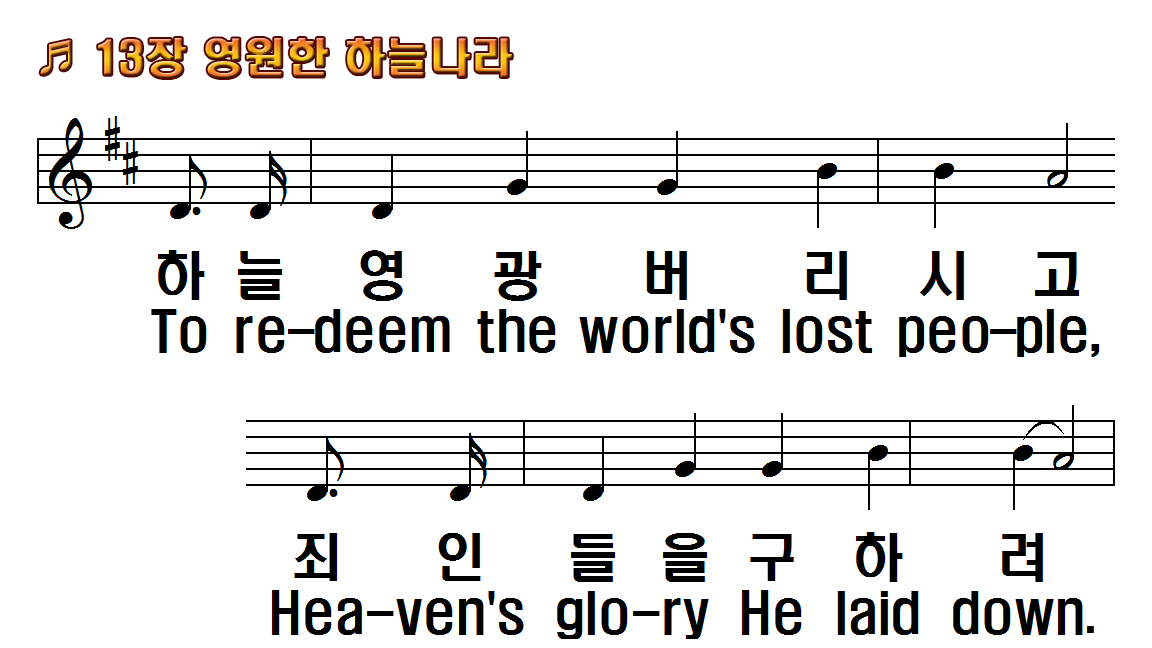 ♬ 13장 영원한 하늘나라
하 늘 영 광 버 리 시 고
To re-deem the world's lost peo-ple,
죄 인 들 을 구 하 려
Hea-ven's glo-ry He laid down.